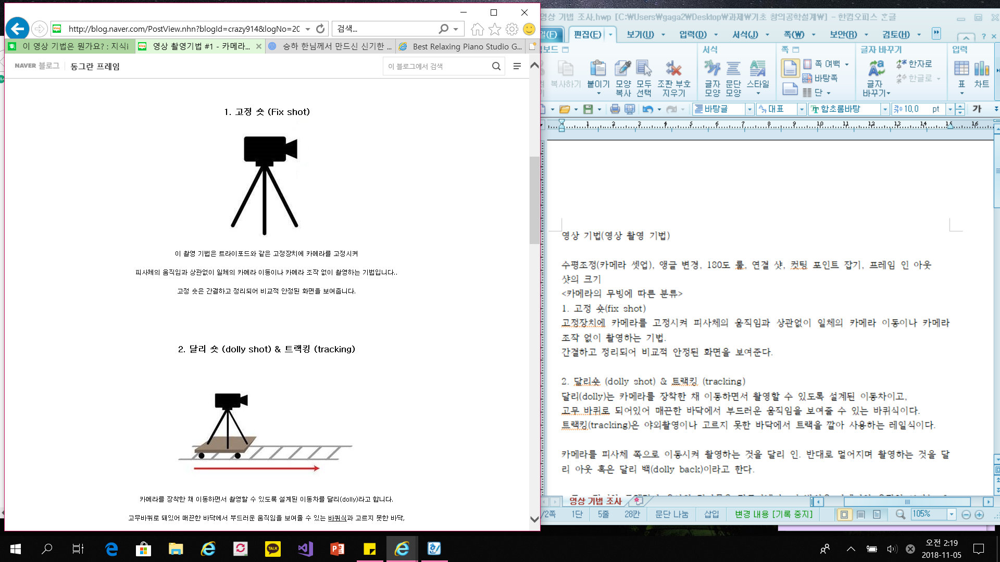 http://blog.naver.com/PostView.nhn?blogId=crazy914&logNo=20
검색...
이 영상 기법은 뭔가요? : 지식i
영상 촬영기법 #1 - 카메라...
승하 한님께서 만드신 신기한 ...
Best Relaxing Piano Studio G...
NAVER 블로그
동그란 프레임
이 블로그에서 검색
1. 고정 숏 (Fix shot)
이 촬영 기법은 트라이포드와 같은 고정장치에 카메라를 고정시켜
피사체의 움직임과 상관없이 일체의 카메라 이동이나 카메라 조작 없이 촬영하는 기법입니다..
고정 숏은 간결하고 정리되어 비교적 안정된 화면을 보여줍니다.
2. 달리 숏 (dolly shot) & 트랙킹 (tracking)
카메라를 장착한 채 이동하면서 촬영할 수 있도록 설계된 이동차를 달리(dolly)라고 합니다.
고무바퀴로 돼있어 매끈한 바닥에서 부드러운 움직임을 보여줄 수 있는 바퀴식과 고르지 못한 바닥,
영상 기법 조사.hwp [C:₩Users₩gaga2₩Desktop₩과제₩기초 창의공학설계₩] - 한컴오피스 한글
일(F) 편집(E) 보기(U) 입력(D) 서식(J) 쪽(W) 보안(R) 검토(H)
보드 서식 쪽 글자 바꾸기 입력
복사하기 붙이기 모양 복사 모두 선택 조판 부호 지우기
글자 모양 문단 모양 스타일
쪽 여백 바탕쪽 단
글자 바꾸기 한자로 한글로
표 차트
바탕글 대표 함초롬바탕 10.0 pt 가
1 2 3 4 5 6 7 8 9 10 11 12 13 14 15 16
영상 기법(영상 촬영 기법)
수평조정(카메라 셋업), 앵글 변경, 180도 룰, 연결 샷, 컷팅 포인트 잡기, 프레임 인 아웃
샷의 크기
<카메라의 무빙에 따른 분류>
1. 고정 숏(fix shot)
고정장치에 카메라를 고정시켜 피사체의 움직임과 상관없이 일체의 카메라 이동이나 카메라
조작 없이 촬영하는 기법.
간결하고 정리되어 비교적 안정된 화면을 보여준다.
2. 달리숏 (dolly shot) & 트랙킹 (tracking)
달리(dolly)는 카메라를 장착한 채 이동하면서 촬영할 수 있도록 설계된 이동차이고,
고무 바퀴로 되어있어 매끈한 바닥에서 부드러운 움직임을 보여줄 수 있는 바퀴식이다.
트랙킹(tracking)은 야외촬영이나 고르지 못한 바닥에서 트랙을 깔아 사용하는 레일식이다.
카메라를 피사체 쪽으로 이동시켜 촬영하는 것을 달리 인. 반대로 멀어지며 촬영하는 것을 달
리 아웃 혹은 달리 백(dolly back)이라고 한다.
영상 기법 조사
/2쪽 1단 5줄 28칸 문단 나눔 삽입 변경 내용 [기록 중지] 105%
TALK
오전 2:19
2018-11-05